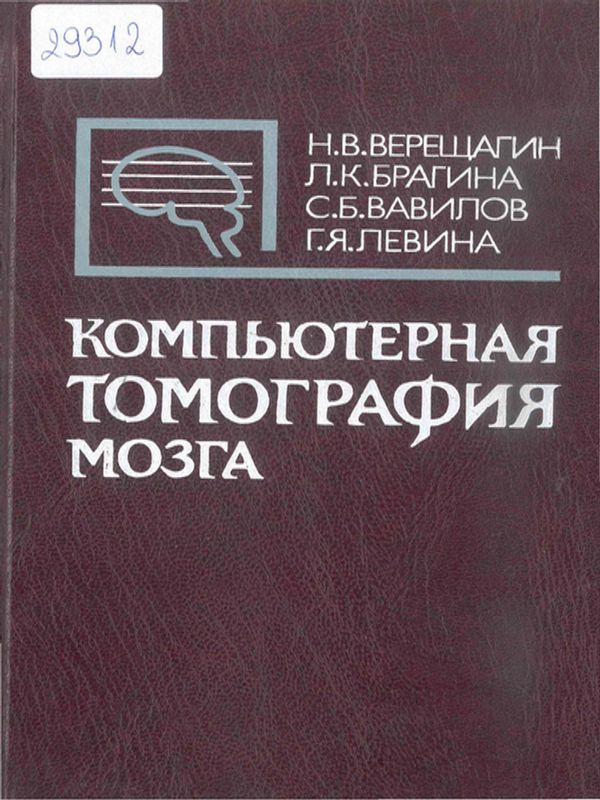 29312
Н.В.ВЕРЕЩАГИН
Л.К.БРАГИНА
С.Б.ВАВИЛОВ
Г.Я.ЛЕВИНА
КОМПЬЮТЕРНАЯ
ТОМОГРАФИЯ
МОЗГА